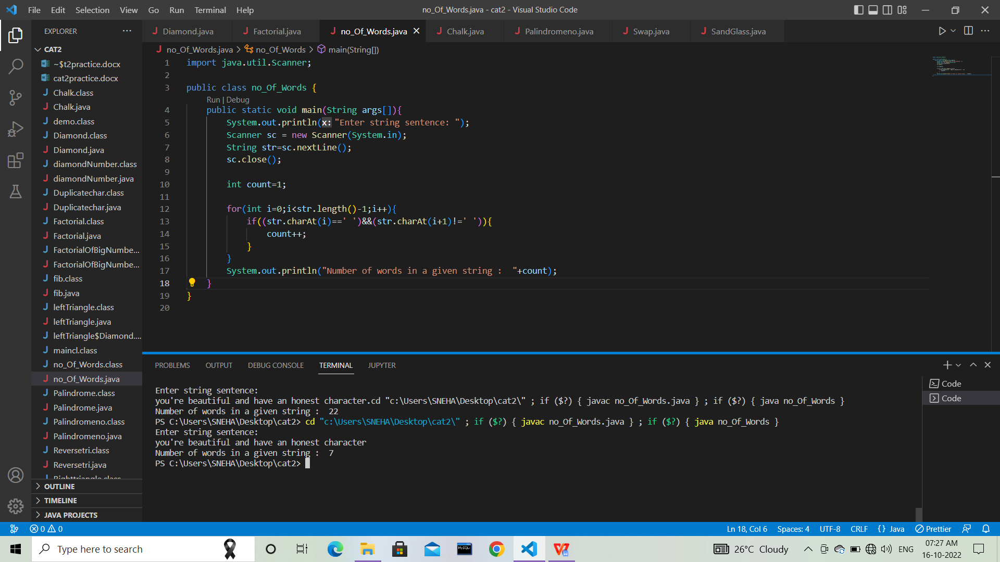 File Edit Selection View Go Run Terminal Help
no_Of_Words.java - cat2 - Visual Studio Code
EXPLORER
CAT2
~$t2practice.docx
cat2practice.docx
Chalk.class
Chalk.java
demo.class
Diamond.class
Diamond.java
diamondNumber.class
diamondNumber.java
Duplicatechar.class
Duplicatechar.java
Factorial.class
Factorial.java
FactorialOfBigNumbe...
FactorialOfBigNumbe...
fib.class
fib.java
leftTriangle.class
leftTriangle.java
leftTriangle$Diamond....
maincl.class
no_Of_Words.class
no_Of_Words.java
Palindrome.class
Palindrome.java
Palindromeno.class
Palindromeno.java
Reversetri.class
Reversetri.java
Righttriangle.class
OUTLINE
TIMELINE
JAVA PROJECTS
Diamond.java Factorial.java no_Of_Words.java Chalk.java Palindromeno.java Swap.java SandGlass.java
no_Of_Words.java > no_Of_Words > main(String[])
1 import java.util.Scanner;
2
3 public class no_Of_Words {
Run | Debug
4 public static void main(String args[]){
5 System.out.println(x: "Enter string sentence: ");
6 Scanner sc = new Scanner(System.in);
7 String str=sc.nextLine();
8 sc.close();
9
10 int count=1;
11
12 for(int i=0;i<str.length()-1;i++){
13 if((str.charAt(i)==' ')&&(str.charAt(i+1)!=' ')){
14 count++;
15 }
16 }
17 System.out.println("Number of words in a given string :  "+count);
18 }
19 }
20
PROBLEMS OUTPUT DEBUG CONSOLE TERMINAL JUPYTER
Enter string sentence:
you're beautiful and have an honest character.cd "c:\Users\SNEHA\Desktop\cat2\" ; if ($?) { javac no_Of_Words.java } ; if ($?) { java no_Of_Words }
Number of words in a given string :  22
PS C:\Users\SNEHA\Desktop\cat2> cd "c:\Users\SNEHA\Desktop\cat2\" ; if ($?) { javac no_Of_Words.java } ; if ($?) { java no_Of_Words }
Enter string sentence:
you're beautiful and have an honest character
Number of words in a given string :  7
PS C:\Users\SNEHA\Desktop\cat2>
Code
Code
0 0
Ln 18, Col 6 Spaces: 4 UTF-8 CRLF {} Java Prettier
Type here to search
26°C Cloudy
ENG
07:27 AM
16-10-2022